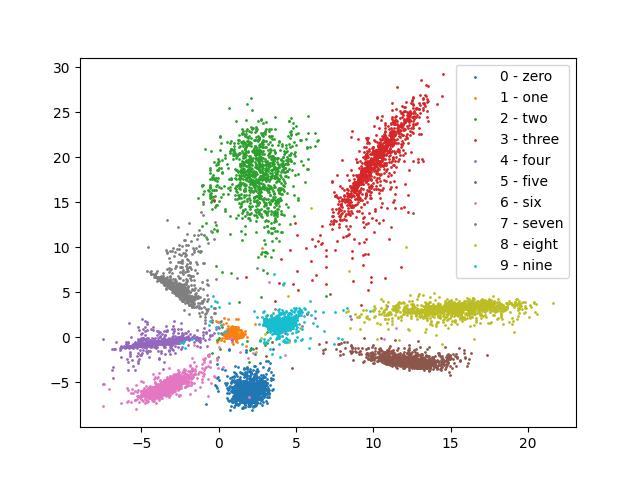 30
25
20
15
10
5
0
−5
−5
0
5
10
15
20
0 - zero
1 - one
2 - two
3 - three
4 - four
5 - five
6 - six
7 - seven
8 - eight
9 - nine